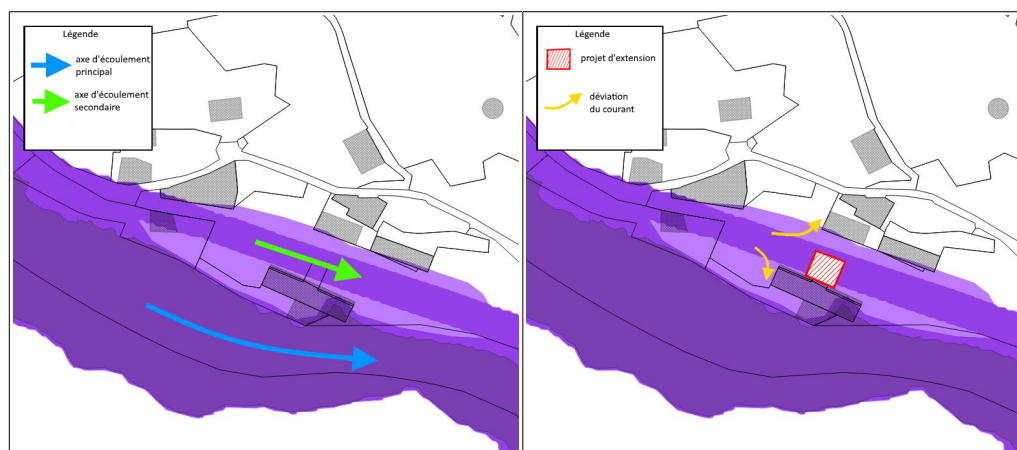 Légende
axe d'écoulement
principal
axe d'écoulement
secondaire
Légende
projet d'extension
déviation
du courant